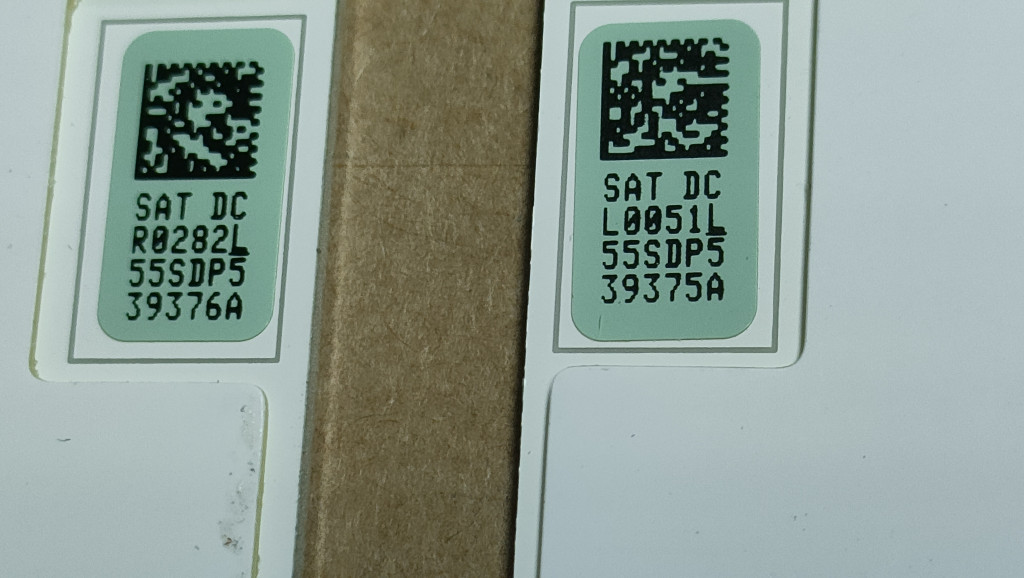 SAT DC
R0282L
55SDP5
39376A
SAT DC
L0051L
55SDP5
39375A